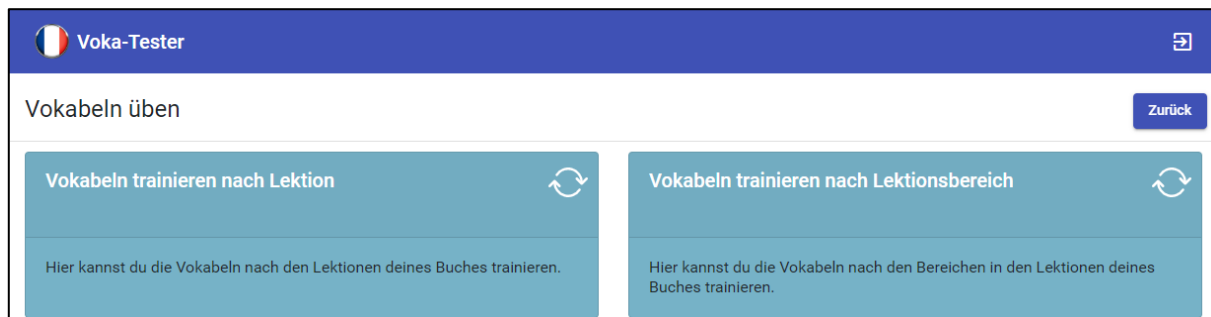 Voka-Tester
Vokabeln üben
Zurück
Vokabeln trainieren nach Lektion
Hier kannst du die Vokabeln nach den Lektionen deines Buches trainieren.
Vokabeln trainieren nach Lektionsbereich
Hier kannst du die Vokabeln nach den Bereichen in den Lektionen deines
Buches trainieren.